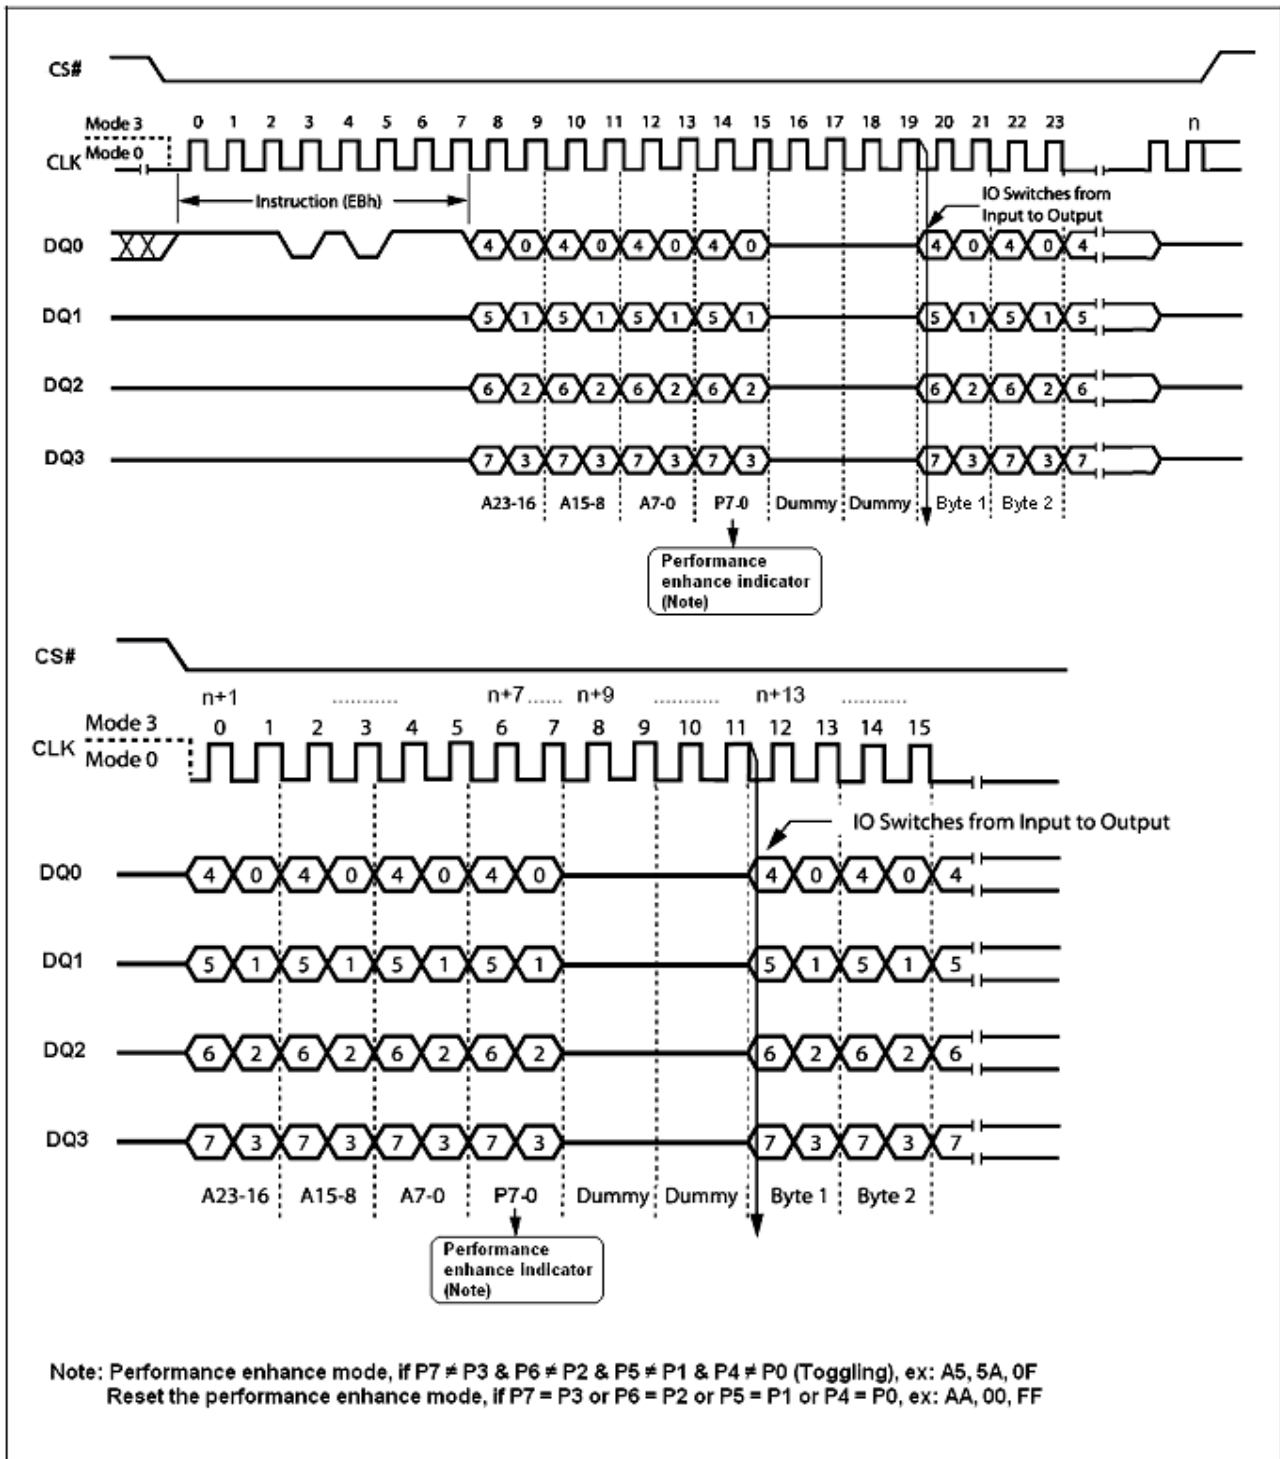 CS#
0 1 2 3 4 5 6 7 8 9 10 11 12 13 14 15 16 17 18 19 20 21 22 23 n
Mode 3
CLK Mode 0
Instruction (EBh)
IO Switches from
Input to Output
DQ0 4 0 4 0 4 0 4 0 4 0 4 0 4
DQ1 5 1 5 1 5 1 5 1 5 1 5 1 5
DQ2 6 2 6 2 6 2 6 2 6 2 6 2 6
DQ3 7 3 7 3 7 3 7 3 7 3 7 3 7
A23-16 A15-8 A7-0 P7-0 Dummy Dummy Byte 1 Byte 2
Performance
enhance indicator
(Note)
CS#
n+1 ............ n+7 ...... n+9 ............ n+13 ............
Mode 3 0 1 2 3 4 5 6 7 8 9 10 11 12 13 14 15
CLK Mode 0
IO Switches from Input to Output
DQ0 4 0 4 0 4 0 4 0 4 0 4 0 4
DQ1 5 1 5 1 5 1 5 1 5 1 5 1 5
DQ2 6 2 6 2 6 2 6 2 6 2 6 2 6
DQ3 7 3 7 3 7 3 7 3 7 3 7 3 7
A23-16 A15-8 A7-0 P7-0 Dummy Dummy Byte 1 Byte 2
Performance
enhance indicator
(Note)
Note: Performance enhance mode, if P7 ≠ P3 & P6 ≠ P2 & P5 ≠ P1 & P4 ≠ P0 (Toggling), ex: A5, 5A, 0F
Reset the performance enhance mode, if P7 = P3 or P6 = P2 or P5 = P1 or P4 = P0, ex: AA, 00, FF